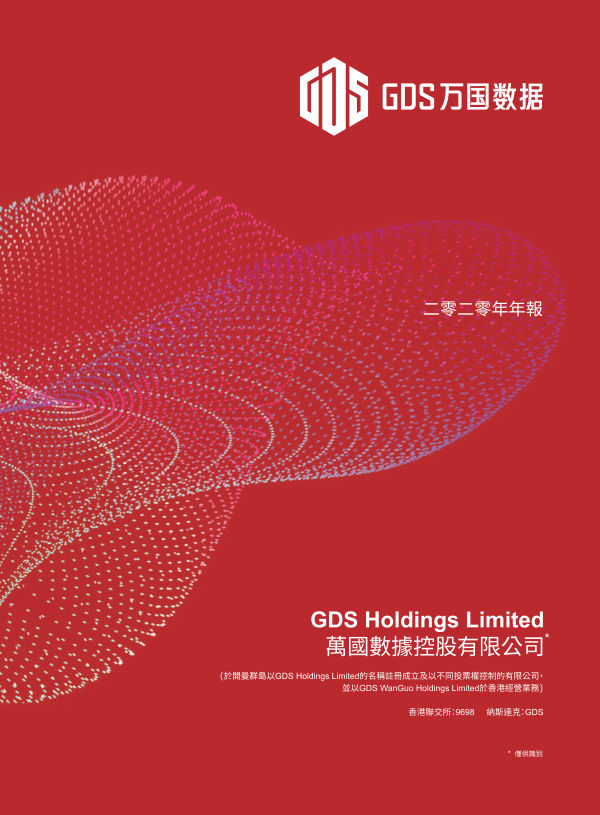 GDS GDS万国数据
二零二零年年報
GDS Holdings Limited
萬國數據控股有限公司*
(於開曼群島以GDS Holdings Limited的名稱註冊成立及以不同投票權控制的有限公司,
並以GDS WanGuo Holdings Limited於香港經營業務)
香港聯交所:9698 納斯達克:GDS
* 僅供識別